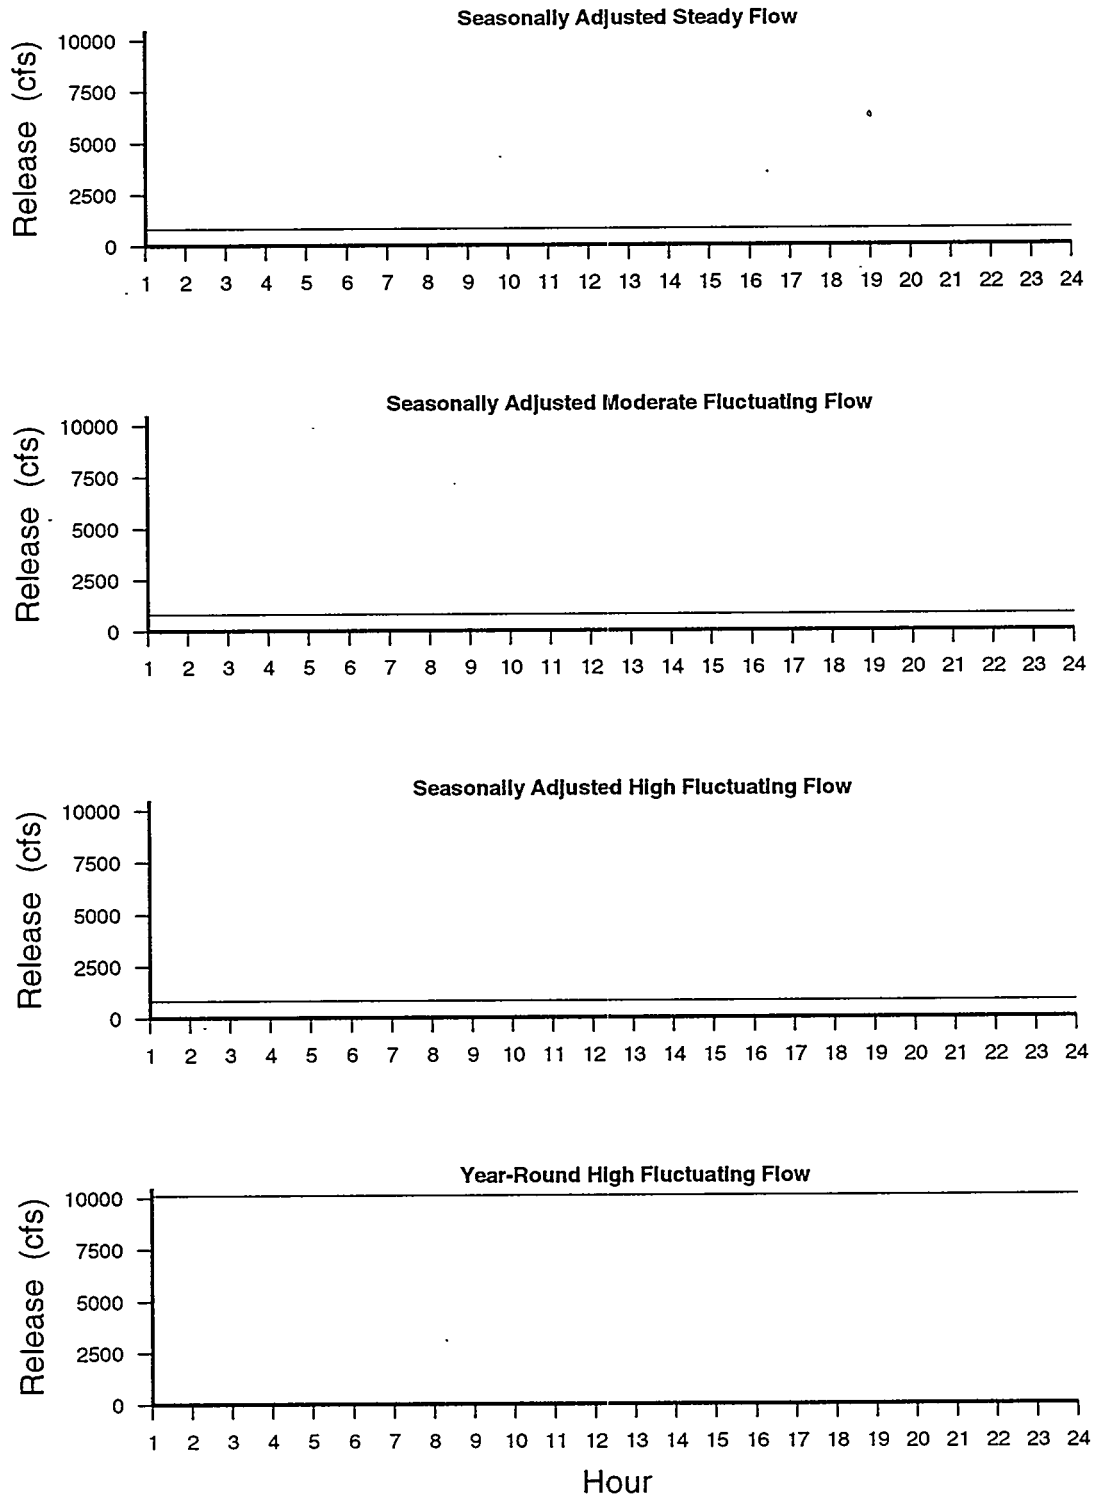 Seasonally Adjusted Steady Flow
Release (cfs)
10000
7500
5000
2500
0
1 2 3 4 5 6 7 8 9 10 11 12 13 14 15 16 17 18 19 20 21 22 23 24
Seasonally Adjusted Moderate Fluctuating Flow
Release (cfs)
10000
7500
5000
2500
0
1 2 3 4 5 6 7 8 9 10 11 12 13 14 15 16 17 18 19 20 21 22 23 24
Seasonally Adjusted High Fluctuating Flow
Release (cfs)
10000
7500
5000
2500
0
1 2 3 4 5 6 7 8 9 10 11 12 13 14 15 16 17 18 19 20 21 22 23 24
Year-Round High Fluctuating Flow
Release (cfs)
10000
7500
5000
2500
0
1 2 3 4 5 6 7 8 9 10 11 12 13 14 15 16 17 18 19 20 21 22 23 24
Hour